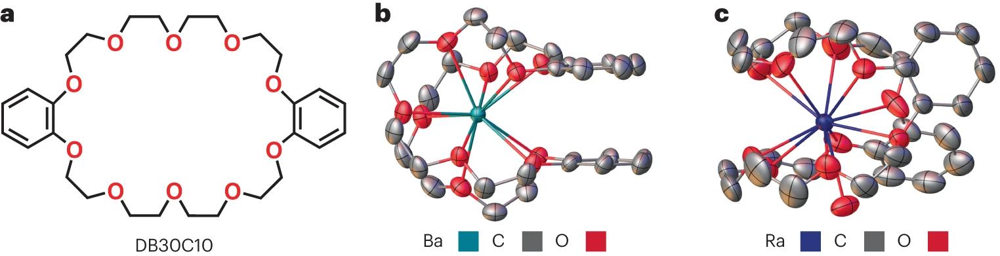 a
b
c
O O O
O O
O O
O O O
DB30C10
Ba C O
Ra C O